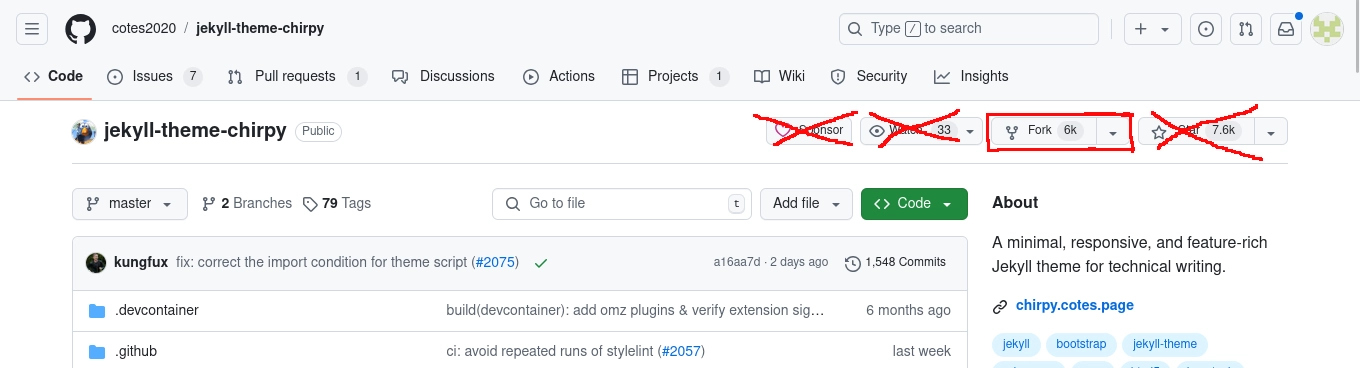 cotes2020 / jekyll-theme-chirpy Type / to search
Code Issues 7 Pull requests 1 Discussions Actions Projects 1 Wiki Security Insights
jekyll-theme-chirpy Public Sponsor Watch 33 Fork 6k Star 7.6k
master 2 Branches 79 Tags Go to file t Add file Code
About
A minimal, responsive, and feature-rich
Jekyll theme for technical writing.
chirpy.cotes.page
jekyll bootstrap jekyll-theme
kungfux fix: correct the import condition for theme script (#2075) a16aa7d · 2 days ago 1,548 Commits
.devcontainer build(devcontainer): add omz plugins & verify extension sig… 6 months ago
.github ci: avoid repeated runs of stylelint (#2057) last week